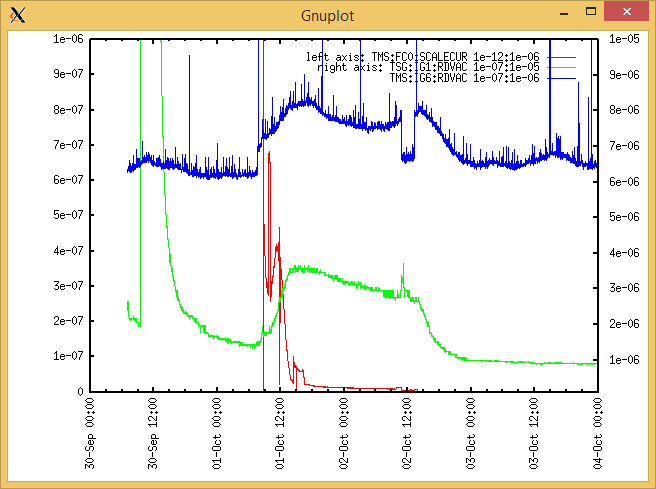 Gnuplot
left axis: TMS:FC0:SCALECUR 1e-12:1e-06
right axis: TSG:IG1:RDVAC 1e-07:1e-05
TMS:IG6:RDVAC 1e-07:1e-06
1e-06
9e-07
8e-07
7e-07
6e-07
5e-07
4e-07
3e-07
2e-07
1e-07
0
1e-05
9e-06
8e-06
7e-06
6e-06
5e-06
4e-06
3e-06
2e-06
1e-06
30-Sep 00:00
30-Sep 12:00
01-Oct 00:00
01-Oct 12:00
02-Oct 00:00
02-Oct 12:00
03-Oct 00:00
03-Oct 12:00
04-Oct 00:00